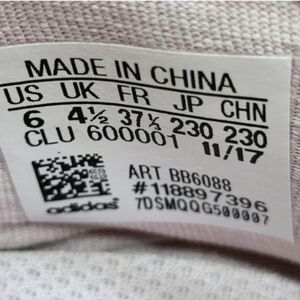 MADE IN CHINA
US UK FR JP CHN
6 4½ 37⅓ 230 230
CLU 600001 11/17
ART BB6088
#118897396
7DSMQQG500007
adidas